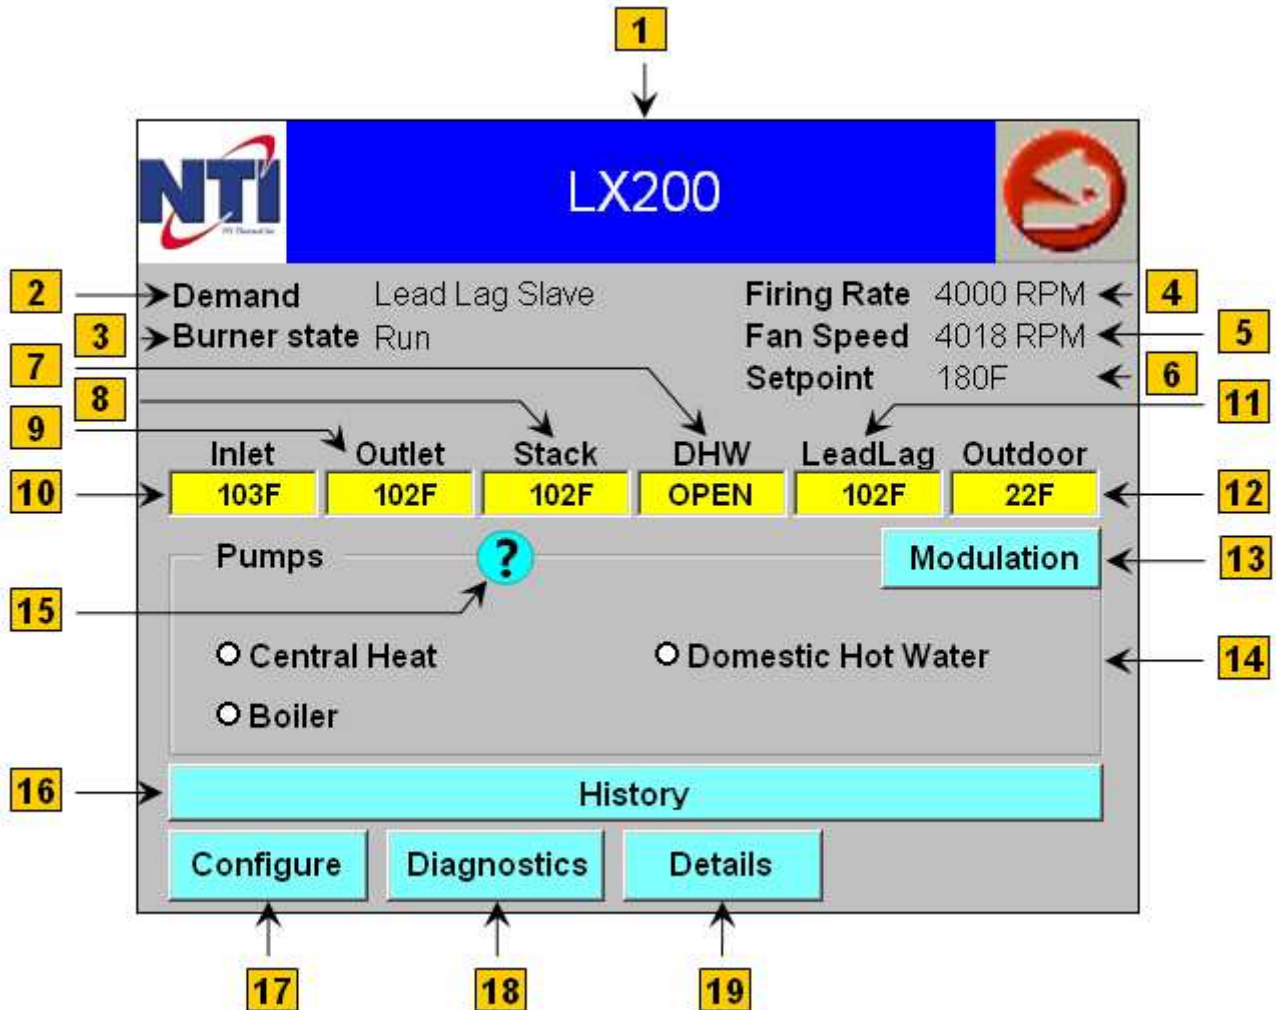 1
NTI
LX200
2 Demand Lead Lag Slave Firing Rate 4000 RPM 4
3 Burner state Run Fan Speed 4018 RPM 5
7 Setpoint 180F 6
8 11
9 Inlet Outlet Stack DHW LeadLag Outdoor
10 103F 102F 102F OPEN 102F 22F 12
Pumps ? Modulation 13
15
Central Heat Domestic Hot Water 14
Boiler
16 History
Configure Diagnostics Details
17 18 19